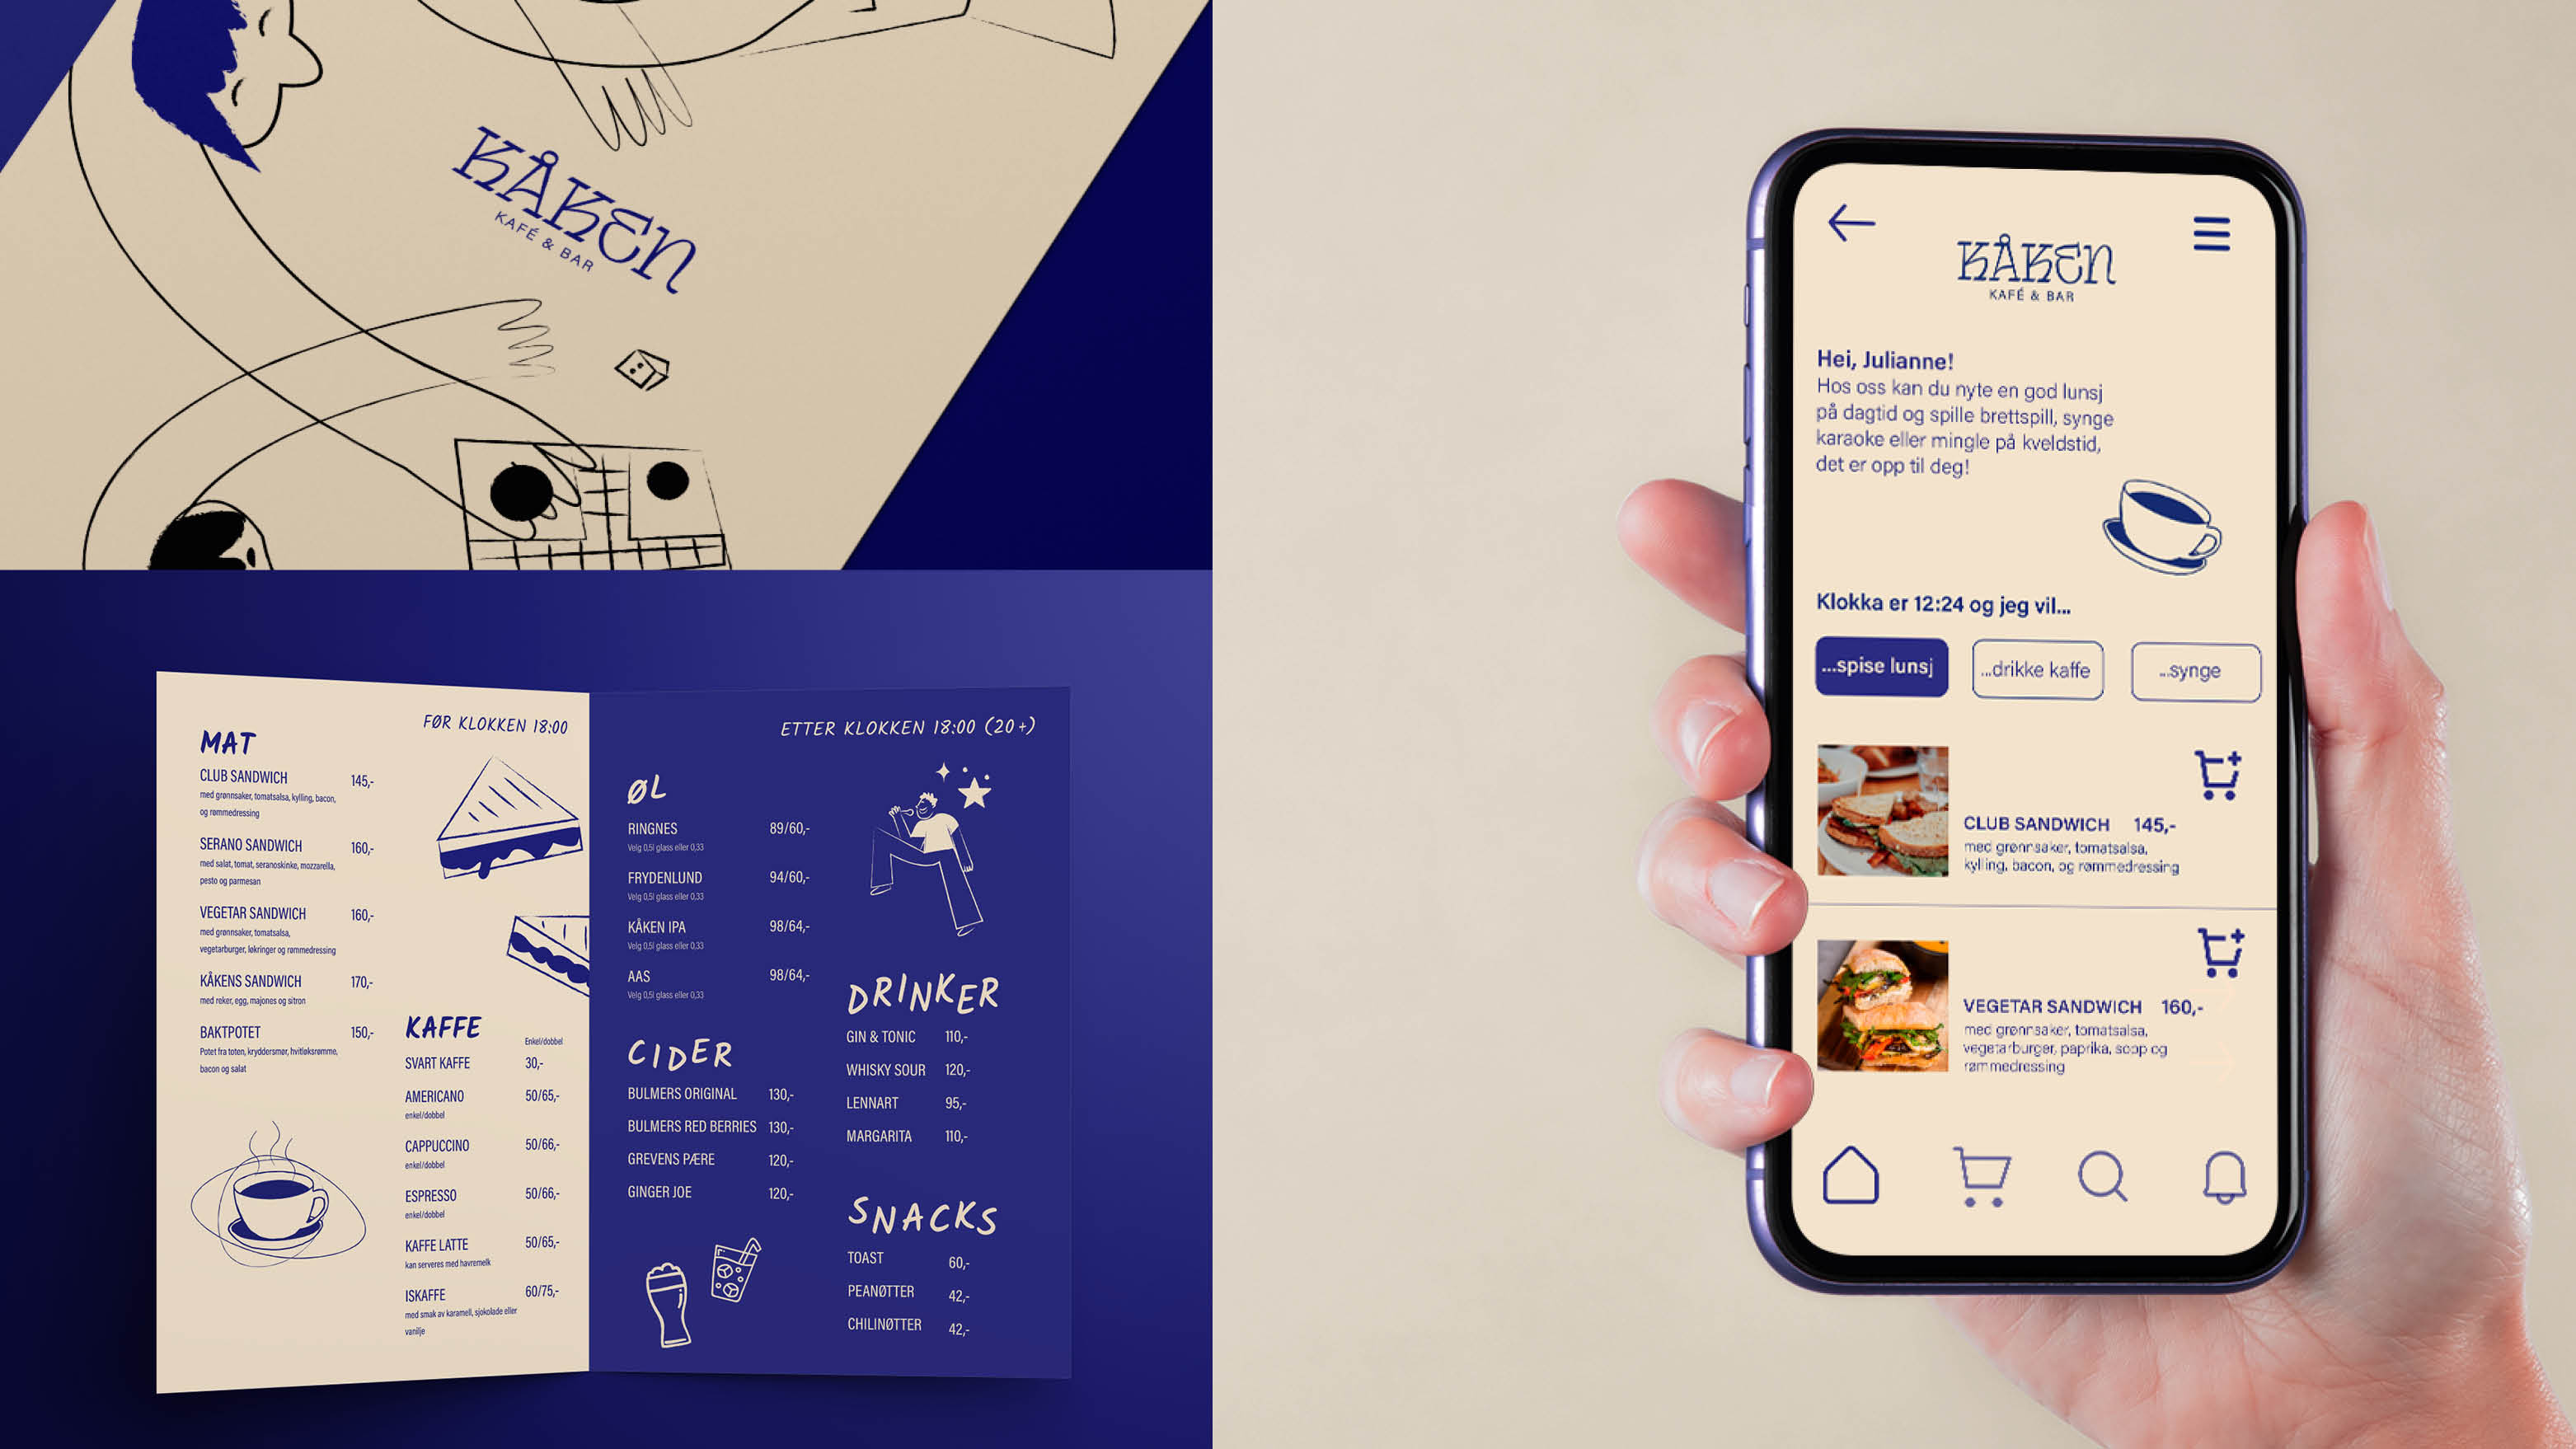 KÅKEN
KAFÉ & BAR
FØR KLOKKEN 18:00
MAT
CLUB SANDWICH 145,-
med grønnsaker, tomatsalsa, kylling, bacon,
og rømmedressing
SERANO SANDWICH 160,-
med salat, tomat, seranoskinke, mozzarella,
pesto og parmesan
VEGETAR SANDWICH 160,-
med grønnsaker, tomatsalsa,
vegetarburger, løkringer og rømmedressing
KÅKENS SANDWICH 170,-
med reker, egg, majones og sitron
BAKTPOTET 150,-
Potet fra toten, kryddersmør, hvitløksrømme,
bacon og salat
KAFFE
Enkel/dobbel
SVART KAFFE 30,-
AMERICANO 50/65,-
enkel/dobbel
CAPPUCCINO 50/66,-
enkel/dobbel
ESPRESSO 50/66,-
enkel/dobbel
KAFFE LATTE 50/65,-
kan serveres med havremelk
ISKAFFE 60/75,-
med smak av karamell, sjokolade eller
vanilje
ETTER KLOKKEN 18:00 (20+)
ØL
RINGNES 89/60,-
Velg 0,5l glass eller 0,33
FRYDENLUND 94/60,-
Velg 0,5l glass eller 0,33
KÅKEN IPA 98/64,-
Velg 0,5l glass eller 0,33
AAS 98/64,-
Velg 0,5l glass eller 0,33
CIDER
BULMERS ORIGINAL 130,-
BULMERS RED BERRIES 130,-
GREVENS PÆRE 120,-
GINGER JOE 120,-
DRINKER
GIN & TONIC 110,-
WHISKY SOUR 120,-
LENNART 95,-
MARGARITA 110,-
SNACKS
TOAST 60,-
PEANØTTER 42,-
CHILINØTTER 42,-
KÅKEN
KAFÉ & BAR
Hei, Julianne!
Hos oss kan du nyte en god lunsj
på dagtid og spille brettspill, synge
karaoke eller mingle på kveldstid,
det er opp til deg!
Klokka er 12:24 og jeg vil...
...spise lunsj
...drikke kaffe
...synge
CLUB SANDWICH 145,-
med grønnsaker, tomatsalsa,
kylling, bacon, og rømmedressing
VEGETAR SANDWICH 160,-
med grønnsaker, tomatsalsa,
vegetarburger, paprika, sopp og
rømmedressing